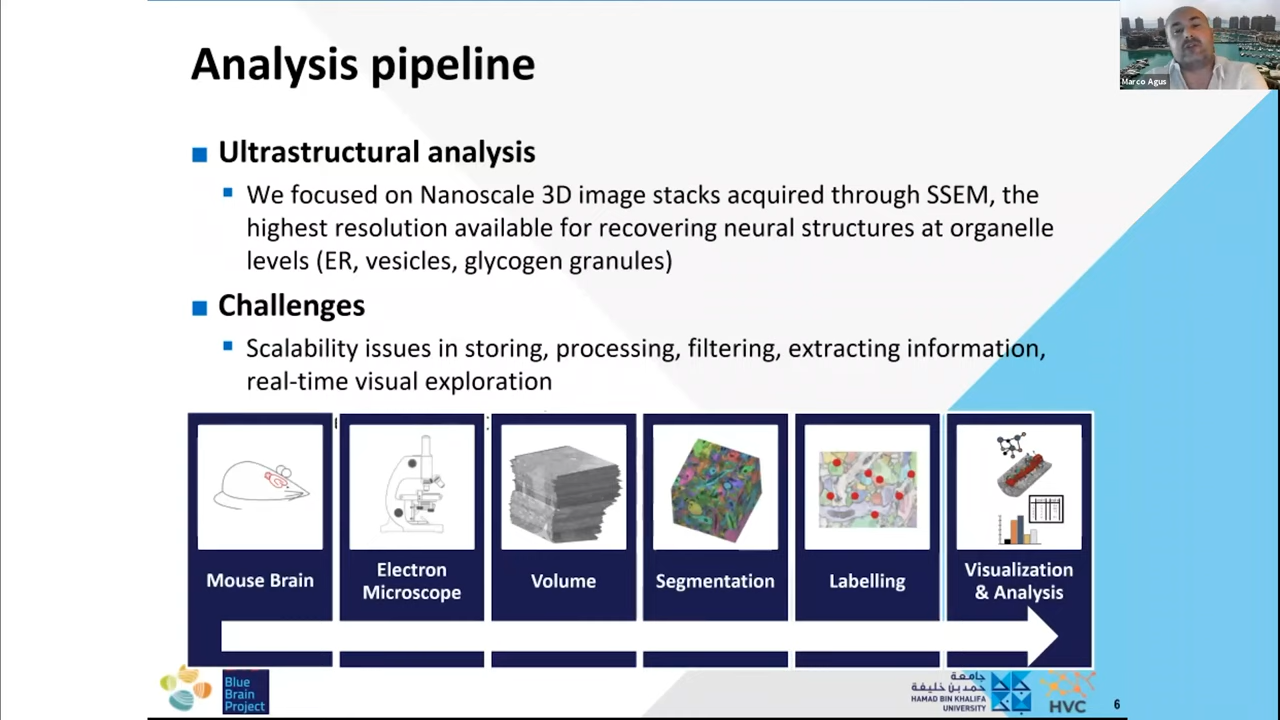 Analysis pipeline
Marco Agus
Ultrastructural analysis
We focused on Nanoscale 3D image stacks acquired through SSEM, the
highest resolution available for recovering neural structures at organelle
levels (ER, vesicles, glycogen granules)
Challenges
Scalability issues in storing, processing, filtering, extracting information,
real-time visual exploration
Mouse Brain
Electron
Microscope
Volume
Segmentation
Labelling
Visualization
& Analysis
Blue
Brain
Project
جامعة
حمد بن خليفة
HAMAD BIN KHALIFA
UNIVERSITY
HVC
6